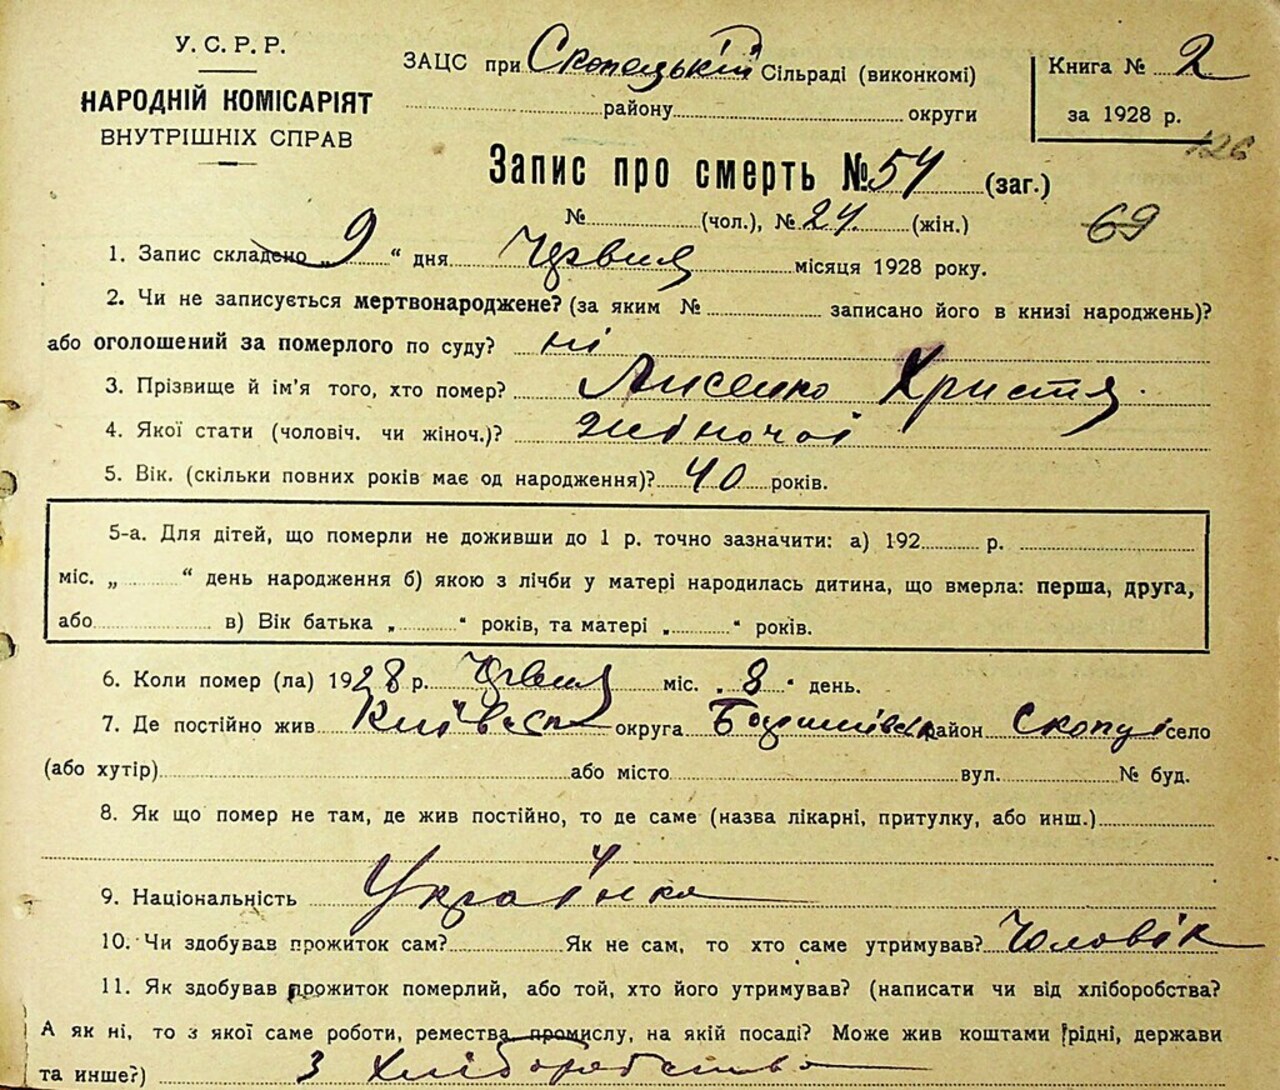 У. С. Р. Р.
НАРОДНІЙ КОМІСАРІЯТ
ВНУТРІШНІХ СПРАВ
ЗАЦС при Скопецькій Сільраді (виконкомі)
району округи
Книга № 2
за 1928 р.
126
Запис про смерть № 54 (заг.)
№ (чол.), № 24. (жін.)
69
1. Запис складено „ 9 “ дня Червня місяця 1928 року.
2. Чи не записується мертвонароджене? (за яким № записано його в книзі народжень)?
або оголошений за померлого по суду? ні
3. Прізвище й ім'я того, хто помер? Лисенко Христя.
4. Якої стати (чоловіч. чи жіноч.)? жіночої
5. Вік. (скільки повних років має од народження)? 40 років.
5-а. Для дітей, що померли не доживши до 1 р. точно зазначити: а) 192 р.
міс. „ “ день народження б) якою з лічби у матері народилась дитина, що вмерла: перша, друга,
або в) Вік батька „ “ років, та матері „ “ років.
6. Коли помер (ла) 1928 р. Червня міс. „ 8 “ день.
7. Де постійно жив Київськ округа район Скопці село
(або хутір) або місто вул. № буд.
8. Як що помер не там, де жив постійно, то де саме (назва лікарні, притулку, або инш.)
9. Національність Українка
10. Чи здобував прожиток сам? Як не сам, то хто саме утримував? Чоловік
11. Як здобував прожиток померлий, або той, хто його утримував? (написати чи від хліборобства?
А як ні, то з якої саме роботи, ремества, промислу, на якій посаді? Може жив коштами рідні, держави
та инше?) З Хліборобства